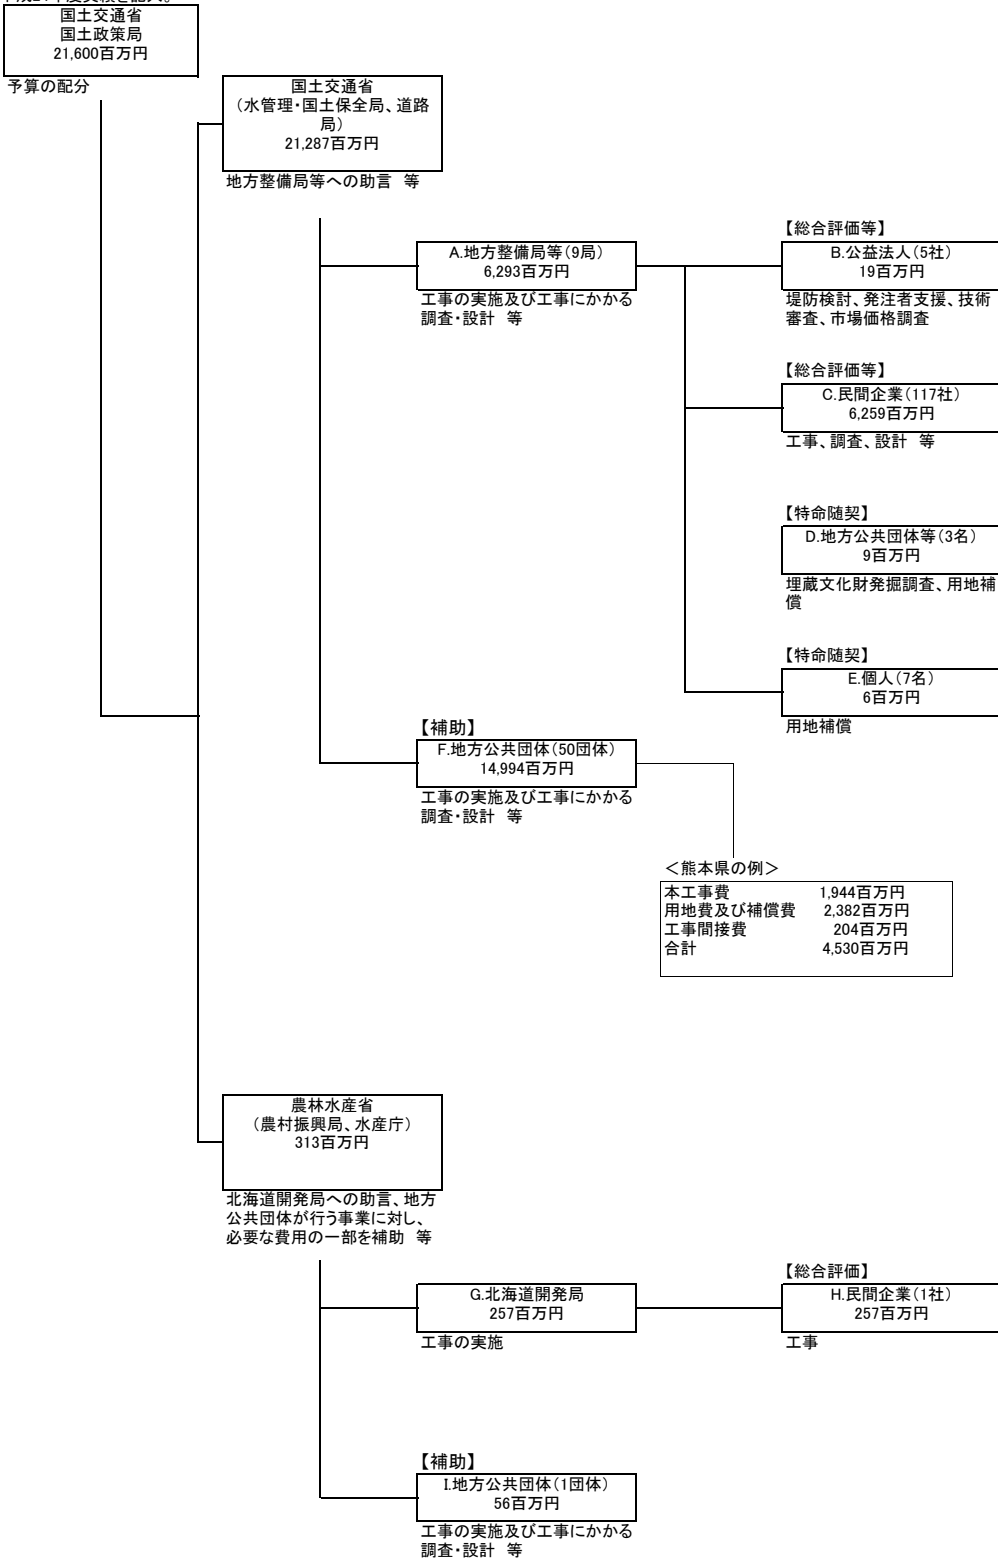 国土交通省
国土政策局
21,600百万円
予算の配分
国土交通省
（水管理・国土保全局、道路
局）
21,287百万円
地方整備局等への助言　等
A.地方整備局等（9局）
6,293百万円
工事の実施及び工事にかかる
調査・設計　等
【総合評価等】
B.公益法人（5社）
19百万円
堤防検討、発注者支援、技術
審査、市場価格調査
【総合評価等】
C.民間企業（117社）
6,259百万円
工事、調査、設計　等
【特命随契】
D.地方公共団体等（3名）
9百万円
埋蔵文化財発掘調査、用地補
償
【特命随契】
E.個人（7名）
6百万円
用地補償
【補助】
F.地方公共団体（50団体）
14,994百万円
工事の実施及び工事にかかる
調査・設計　等
＜熊本県の例＞
本工事費　1,944百万円
用地費及び補償費　2,382百万円
工事間接費　204百万円
合計　4,530百万円
農林水産省
（農村振興局、水産庁）
313百万円
北海道開発局への助言、地方
公共団体が行う事業に対し、
必要な費用の一部を補助　等
G.北海道開発局
257百万円
工事の実施
【総合評価】
H.民間企業（1社）
257百万円
工事
【補助】
I.地方公共団体（1団体）
56百万円
工事の実施及び工事にかかる
調査・設計　等